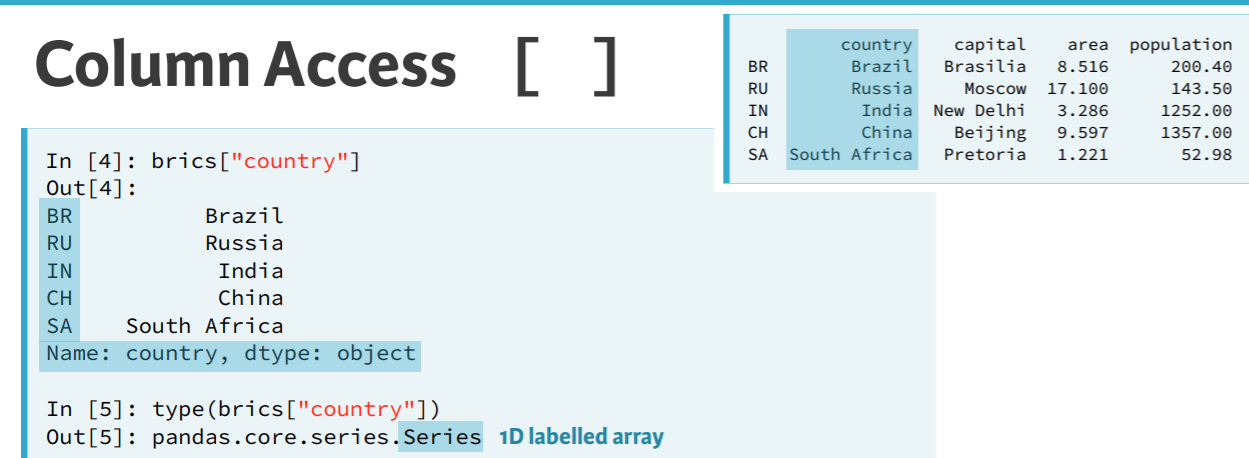 Column Access [ ]
country capital area population
BR Brazil Brasilia 8.516 200.40
RU Russia Moscow 17.100 143.50
IN India New Delhi 3.286 1252.00
CH China Beijing 9.597 1357.00
SA South Africa Pretoria 1.221 52.98
In [4]: brics["country"]
Out[4]:
BR Brazil
RU Russia
IN India
CH China
SA South Africa
Name: country, dtype: object
In [5]: type(brics["country"])
Out[5]: pandas.core.series.Series 1D labelled array